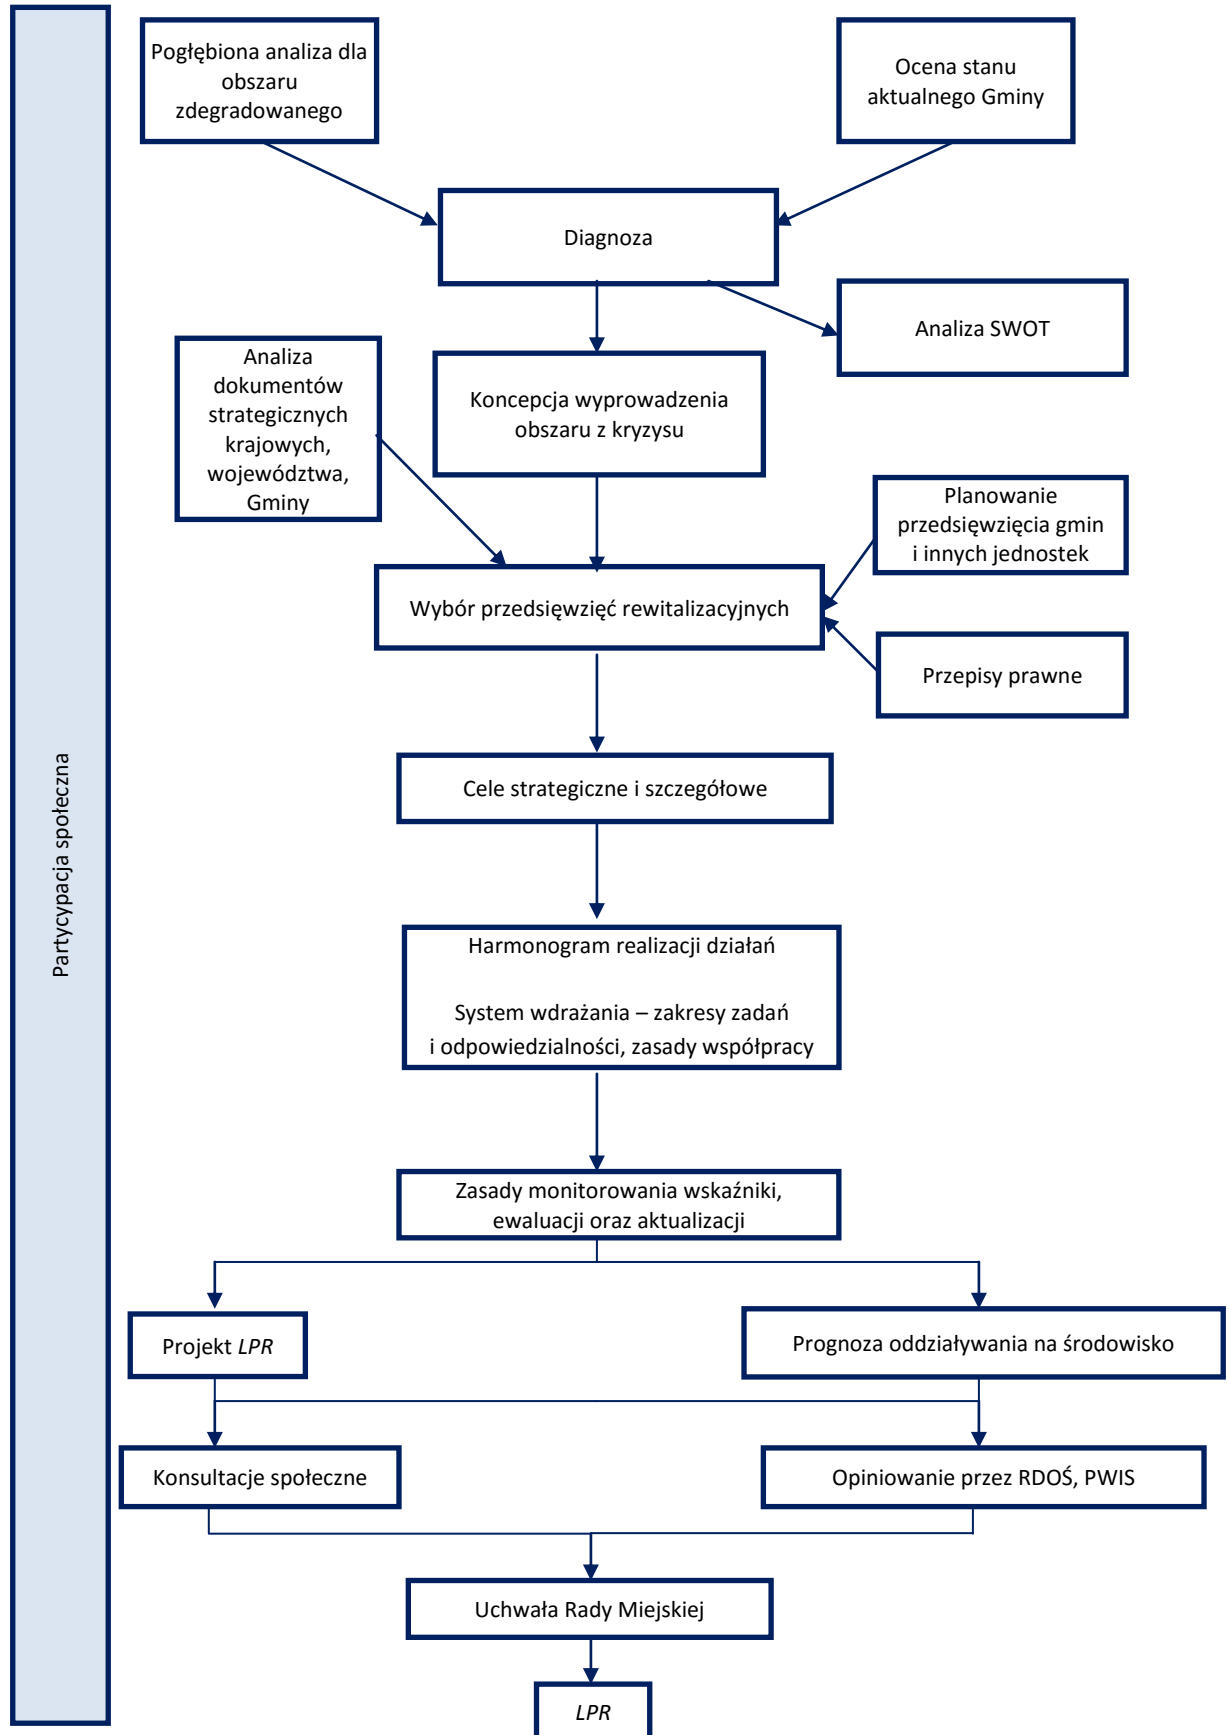 Partycypacja społeczna
Pogłębiona analiza dla
obszaru
zdegradowanego
Ocena stanu
aktualnego Gminy
Diagnoza
Analiza SWOT
Analiza
dokumentów
strategicznych
krajowych,
województwa,
Gminy
Koncepcja wyprowadzenia
obszaru z kryzysu
Planowanie
przedsięwzięcia gmin
i innych jednostek
Wybór przedsięwzięć rewitalizacyjnych
Przepisy prawne
Cele strategiczne i szczegółowe
Harmonogram realizacji działań
System wdrażania – zakresy zadań
i odpowiedzialności, zasady współpracy
Zasady monitorowania wskaźniki,
ewaluacji oraz aktualizacji
Projekt LPR
Prognoza oddziaływania na środowisko
Konsultacje społeczne
Opiniowanie przez RDOŚ, PWIS
Uchwała Rady Miejskiej
LPR